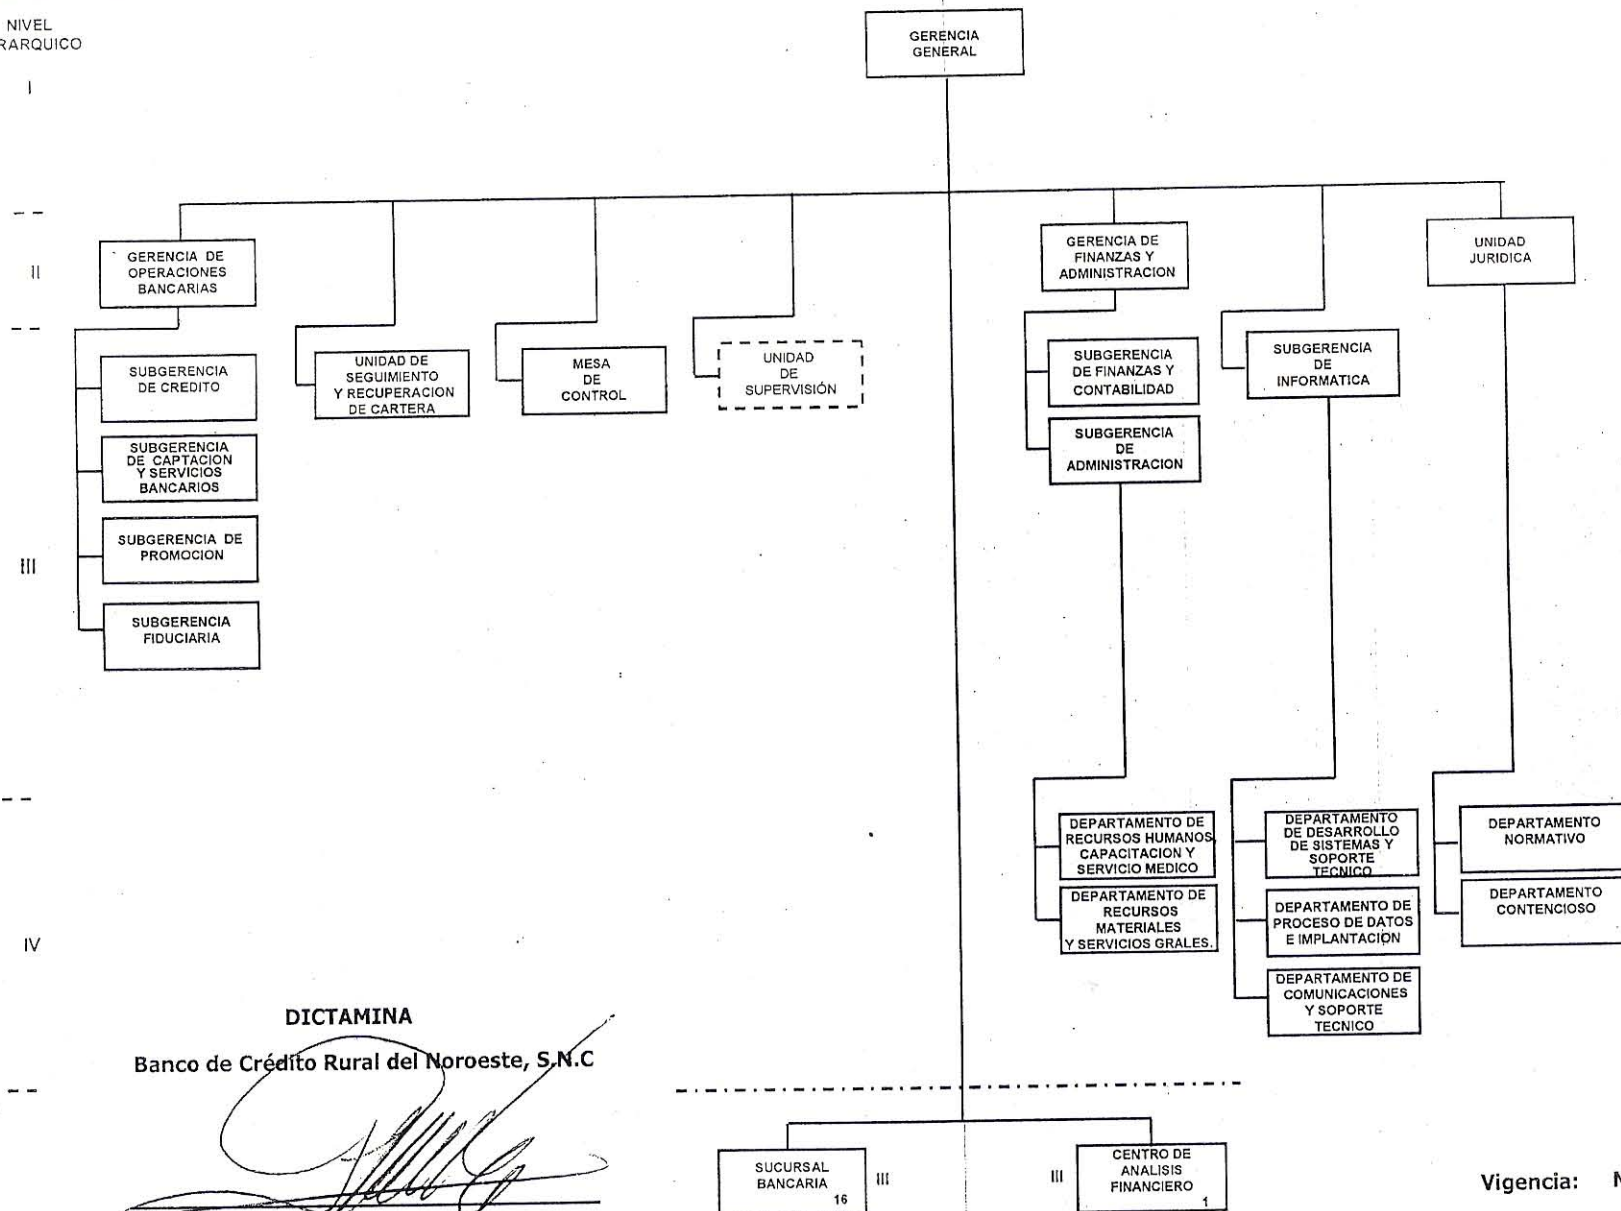 NIVEL
RARQUICO
I
GERENCIA
GENERAL
II
GERENCIA DE
OPERACIONES
BANCARIAS
GERENCIA DE
FINANZAS Y
ADMINISTRACION
UNIDAD
JURIDICA
SUBGERENCIA
DE CREDITO
UNIDAD DE
SEGUIMIENTO
Y RECUPERACION
DE CARTERA
MESA
DE
CONTROL
UNIDAD
DE
SUPERVISIÓN
SUBGERENCIA
DE FINANZAS Y
CONTABILIDAD
SUBGERENCIA
DE
INFORMATICA
SUBGERENCIA
DE CAPTACION
Y SERVICIOS
BANCARIOS
SUBGERENCIA
DE
ADMINISTRACION
III
SUBGERENCIA DE
PROMOCION
SUBGERENCIA
FIDUCIARIA
DEPARTAMENTO DE
RECURSOS HUMANOS,
CAPACITACION Y
SERVICIO MEDICO
DEPARTAMENTO
DE DESARROLLO
DE SISTEMAS Y
SOPORTE
TECNICO
DEPARTAMENTO
NORMATIVO
IV
DEPARTAMENTO DE
RECURSOS
MATERIALES
Y SERVICIOS GRALES.
DEPARTAMENTO DE
PROCESO DE DATOS
E IMPLANTACION
DEPARTAMENTO
CONTENCIOSO
DEPARTAMENTO DE
COMUNICACIONES
Y SOPORTE
TECNICO
DICTAMINA
Banco de Crédito Rural del Noroeste, S.N.C
SUCURSAL
BANCARIA
16
III
III
CENTRO DE
ANALISIS
FINANCIERO
1
Vigencia: